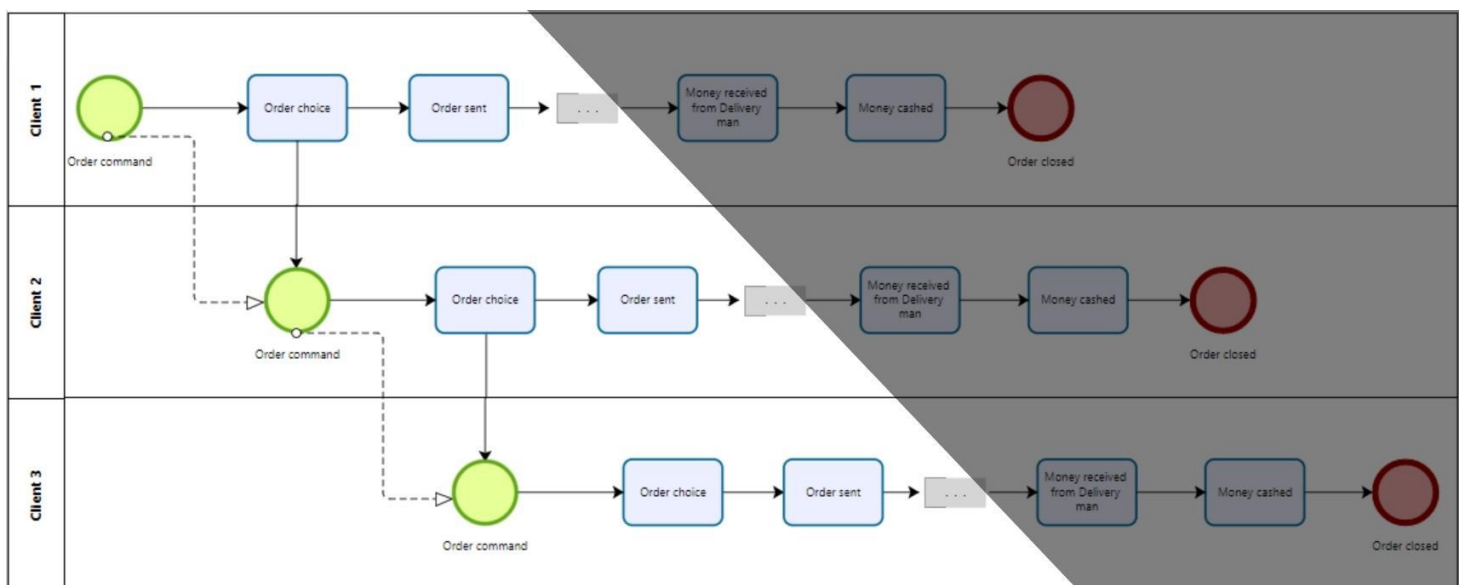 Client 1
Order command
Order choice
Order sent
. . .
Money received
from Delivery
man
Money cashed
Order closed
Client 2
Order command
Order choice
Order sent
. . .
Money received
from Delivery
man
Money cashed
Order closed
Client 3
Order command
Order choice
Order sent
. . .
Money received
from Delivery
man
Money cashed
Order closed